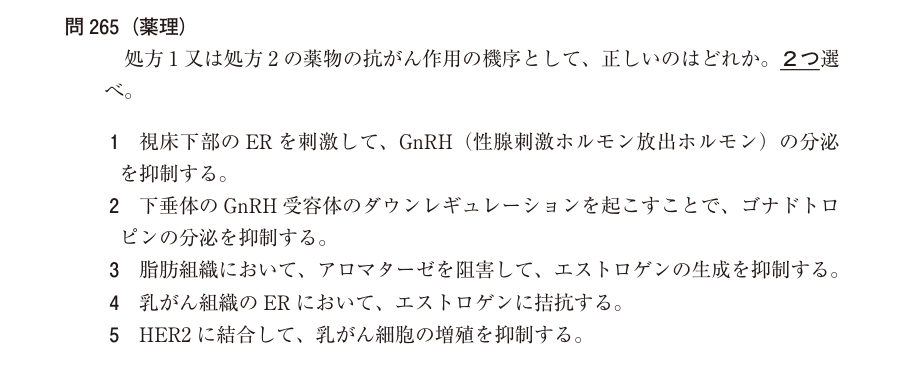 問 265（薬理）
処方１又は処方２の薬物の抗がん作用の機序として、正しいのはどれか。２つ選
べ。
1 視床下部の ER を刺激して、GnRH（性腺刺激ホルモン放出ホルモン）の分泌
を抑制する。
2 下垂体の GnRH 受容体のダウンレギュレーションを起こすことで、ゴナドトロ
ピンの分泌を抑制する。
3 脂肪組織において、アロマターゼを阻害して、エストロゲンの生成を抑制する。
4 乳がん組織の ER において、エストロゲンに拮抗する。
5 HER2 に結合して、乳がん細胞の増殖を抑制する。